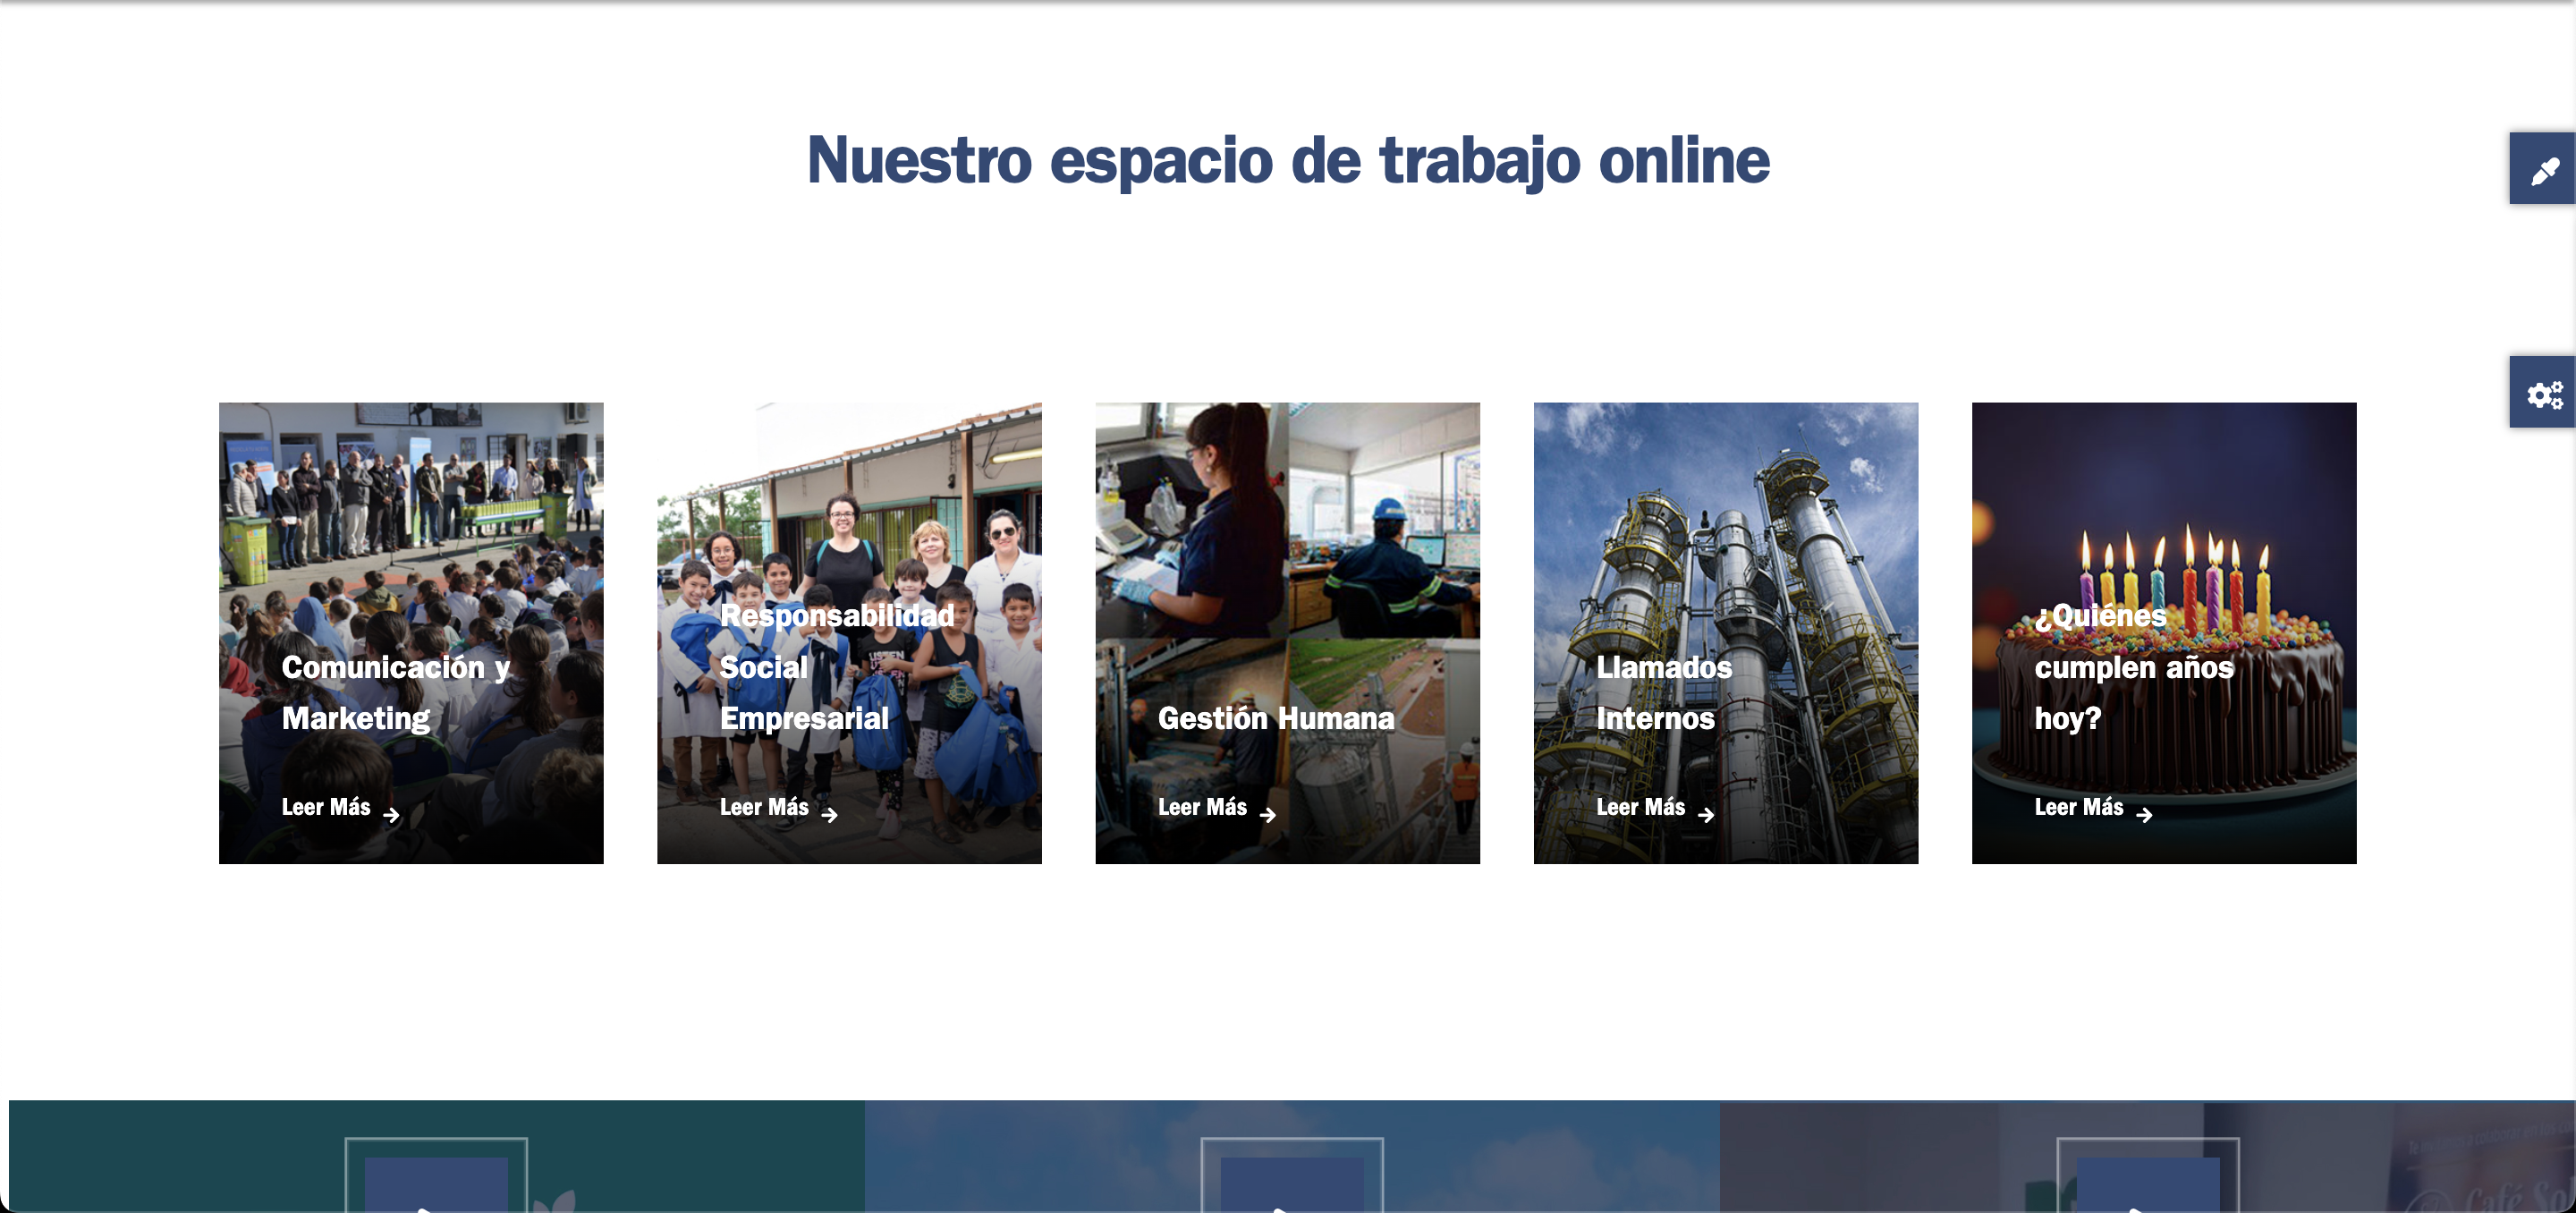 Nuestro espacio de trabajo online
Comunicación y
Marketing
Leer Más
Responsabilidad
Social
Empresarial
Leer Más
Gestión Humana
Leer Más
Llamados
Internos
Leer Más
¿Quiénes
cumplen años
hoy?
Leer Más